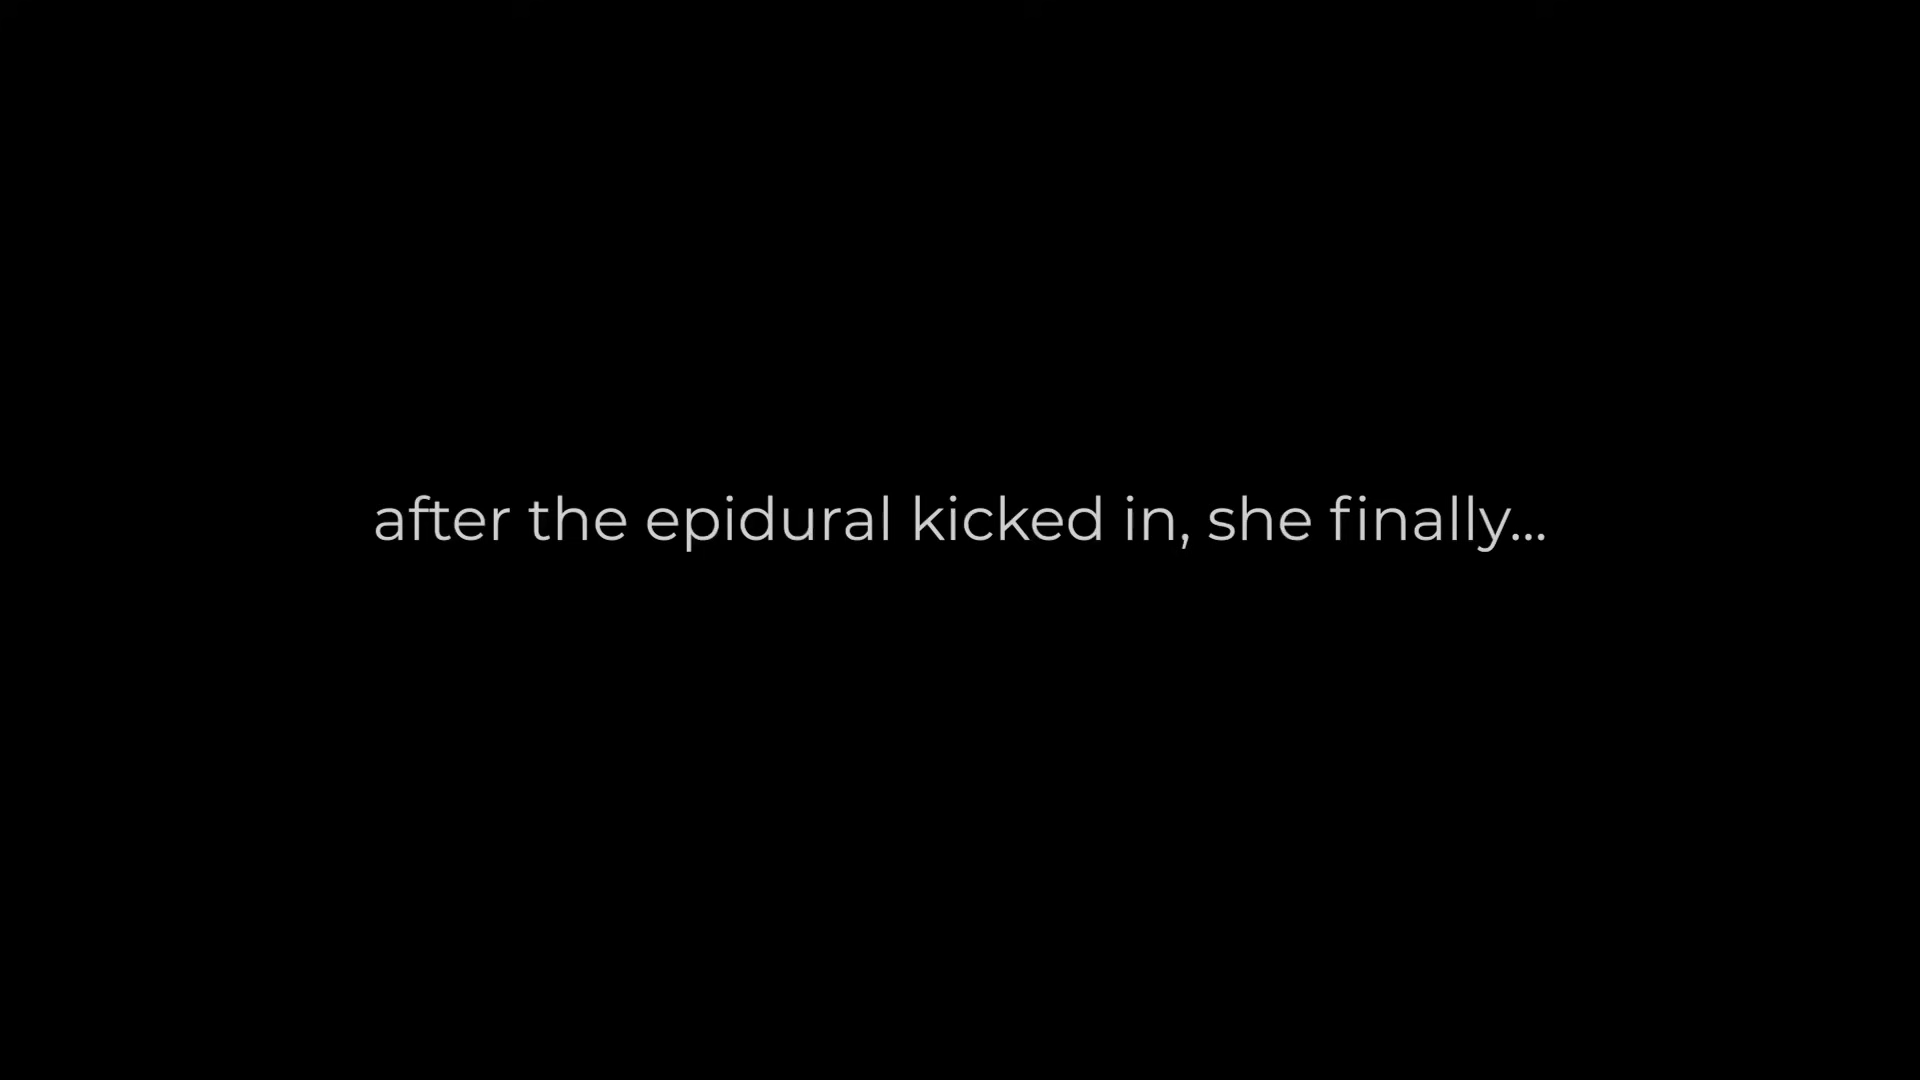 after the epidural kicked in, she finally...